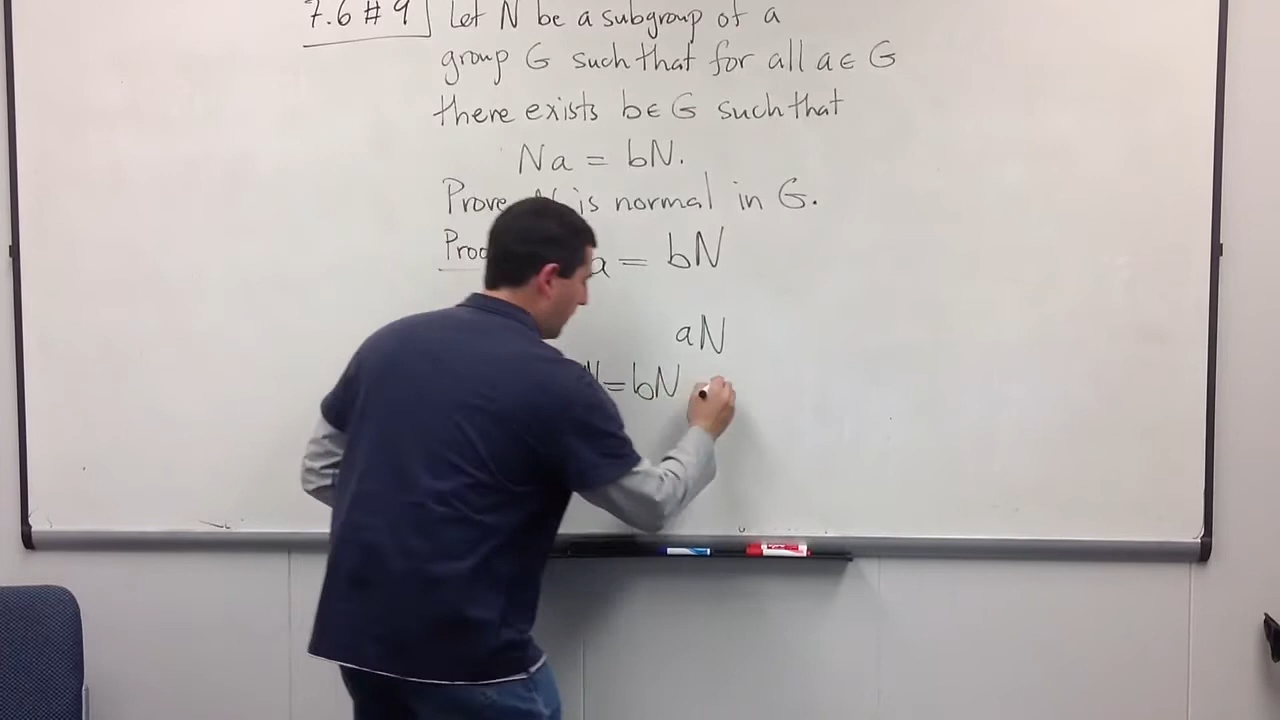 7.6 # 9 Let N be a subgroup of a
group G such that for all a ∈ G
there exists b ∈ G such that
Na = bN.
Prove is normal in G.
a = bN
aN
N = bN